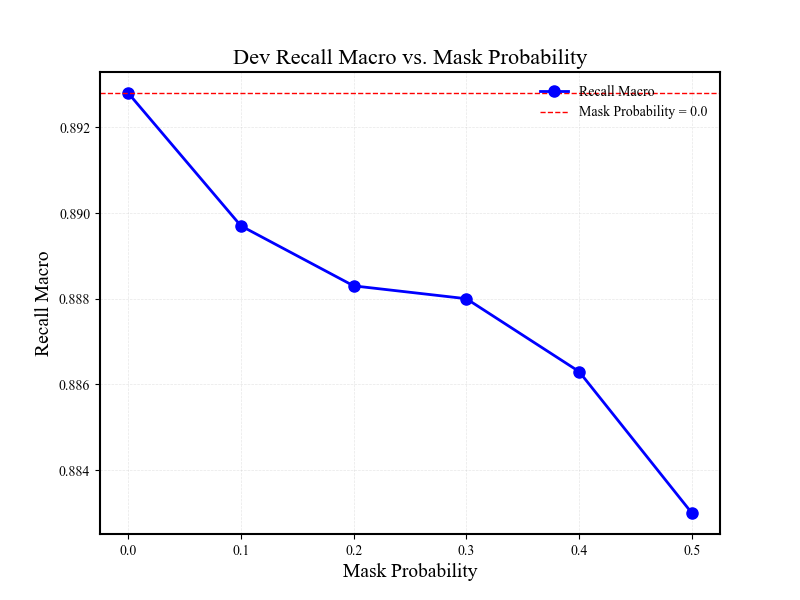 Dev Recall Macro vs. Mask Probability
Recall Macro
Mask Probability = 0.0
0.892
0.890
0.888
0.886
0.884
Recall Macro
0.0 0.1 0.2 0.3 0.4 0.5
Mask Probability